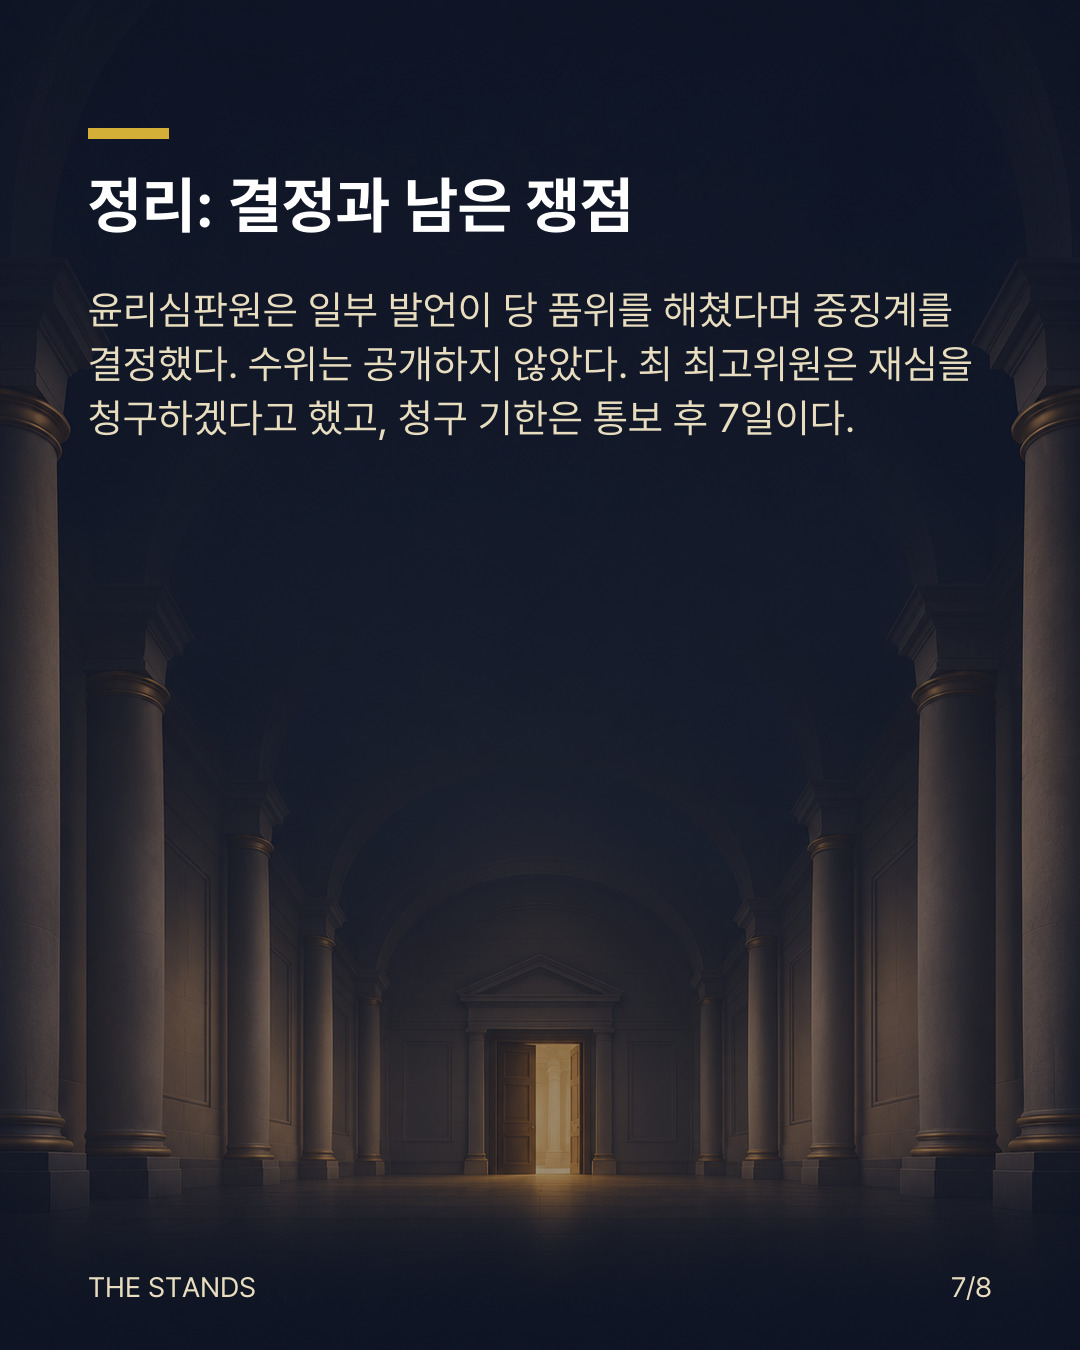 정리: 결정과 남은 쟁점
윤리심판원은 일부 발언이 당 품위를 해쳤다며 중징계를
결정했다. 수위는 공개하지 않았다. 최 최고위원은 재심을
청구하겠다고 했고, 청구 기한은 통보 후 7일이다.
THE STANDS
7/8